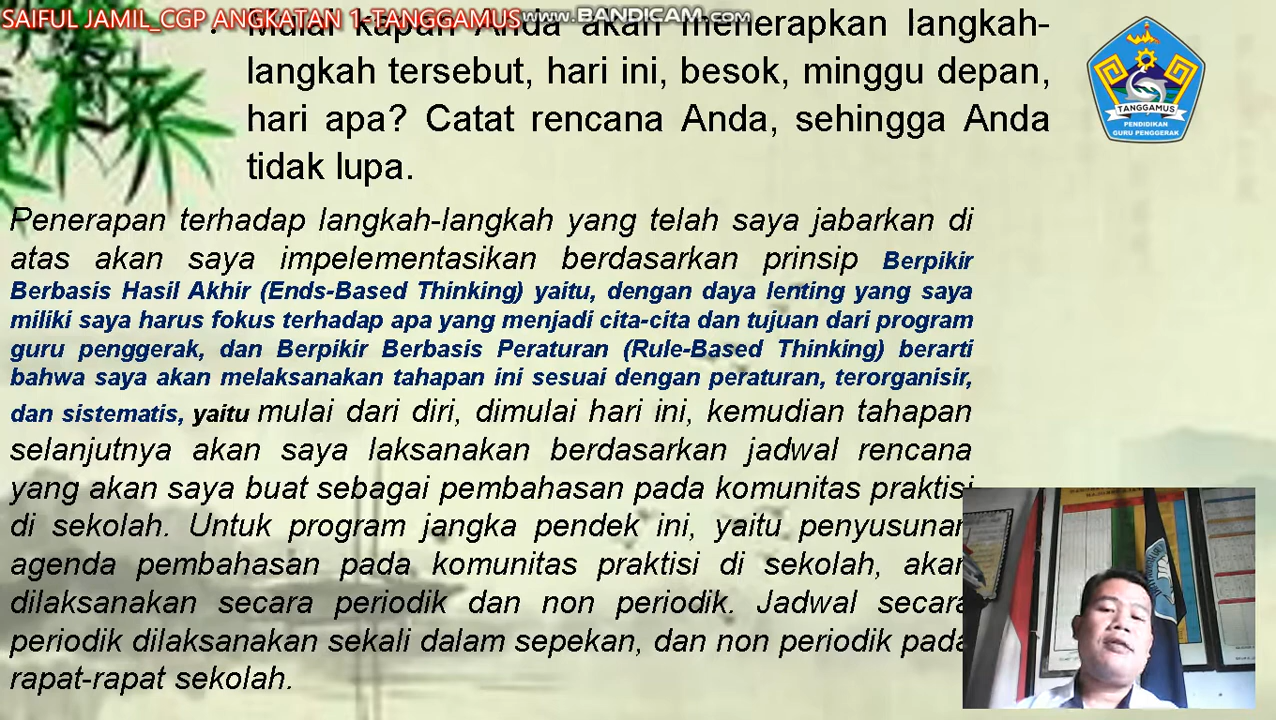 SAIFUL JAMIL_CGP ANGKATAN 1-TANGGAMUS
www.BANDICAM.com
Mulai kapan Anda akan menerapkan langkah-
langkah tersebut, hari ini, besok, minggu depan,
hari apa? Catat rencana Anda, sehingga Anda
tidak lupa.
TANGGAMUS
PENDIDIKAN
GURU PENGGERAK
Penerapan terhadap langkah-langkah yang telah saya jabarkan di
atas akan saya impelementasikan berdasarkan prinsip Berpikir
Berbasis Hasil Akhir (Ends-Based Thinking) yaitu, dengan daya lenting yang saya
miliki saya harus fokus terhadap apa yang menjadi cita-cita dan tujuan dari program
guru penggerak, dan Berpikir Berbasis Peraturan (Rule-Based Thinking) berarti
bahwa saya akan melaksanakan tahapan ini sesuai dengan peraturan, terorganisir,
dan sistematis, yaitu mulai dari diri, dimulai hari ini, kemudian tahapan
selanjutnya akan saya laksanakan berdasarkan jadwal rencana
yang akan saya buat sebagai pembahasan pada komunitas praktisi
di sekolah. Untuk program jangka pendek ini, yaitu penyusunan
agenda pembahasan pada komunitas praktisi di sekolah, akan
dilaksanakan secara periodik dan non periodik. Jadwal secara
periodik dilaksanakan sekali dalam sepekan, dan non periodik pada
rapat-rapat sekolah.